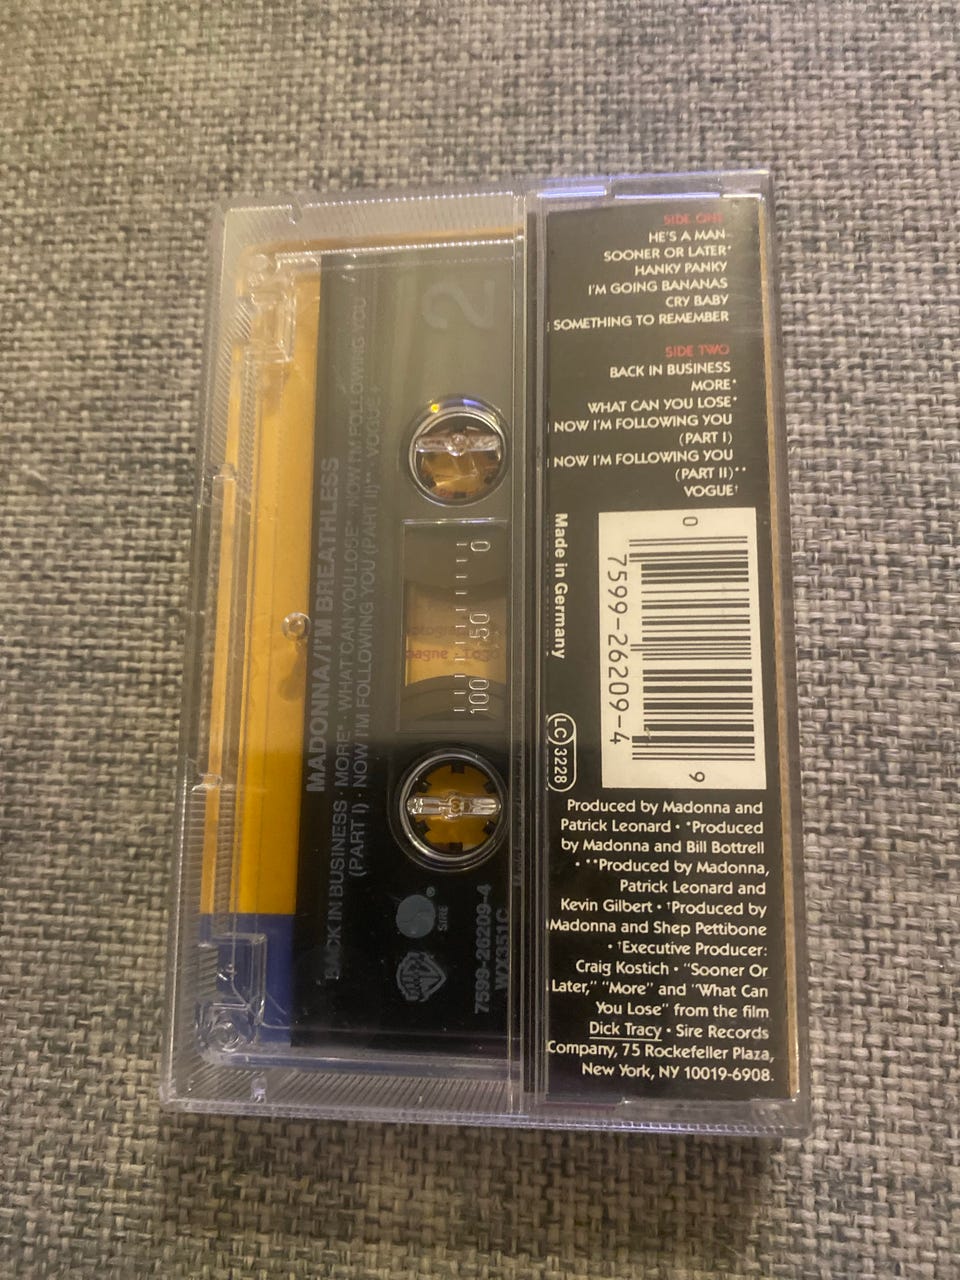 SIDE ONE
HE'S A MAN
SOONER OR LATER*
HANKY PANKY
I'M GOING BANANAS
CRY BABY
SOMETHING TO REMEMBER
SIDE TWO
BACK IN BUSINESS
MORE*
WHAT CAN YOU LOSE*
NOW I'M FOLLOWING YOU
(PART I)
NOW I'M FOLLOWING YOU
(PART II)**
VOGUE†
Made in Germany
0
7599-26209-4
9
LC 3228
Produced by Madonna and
Patrick Leonard • *Produced
by Madonna and Bill Bottrell
• **Produced by Madonna,
Patrick Leonard and
Kevin Gilbert • †Produced by
Madonna and Shep Pettibone
• †Executive Producer:
Craig Kostich • "Sooner Or
Later," "More" and "What Can
You Lose" from the film
Dick Tracy • Sire Records
Company, 75 Rockefeller Plaza,
New York, NY 10019-6908.
2
MADONNA/I'M BREATHLESS
BACK IN BUSINESS · MORE* · WHAT CAN YOU LOSE* · NOW I'M FOLLOWING YOU
(PART I) · NOW I'M FOLLOWING YOU (PART II)** · VOGUE †
100 50 0
SIRE
®
7599-26209-4
WX351C